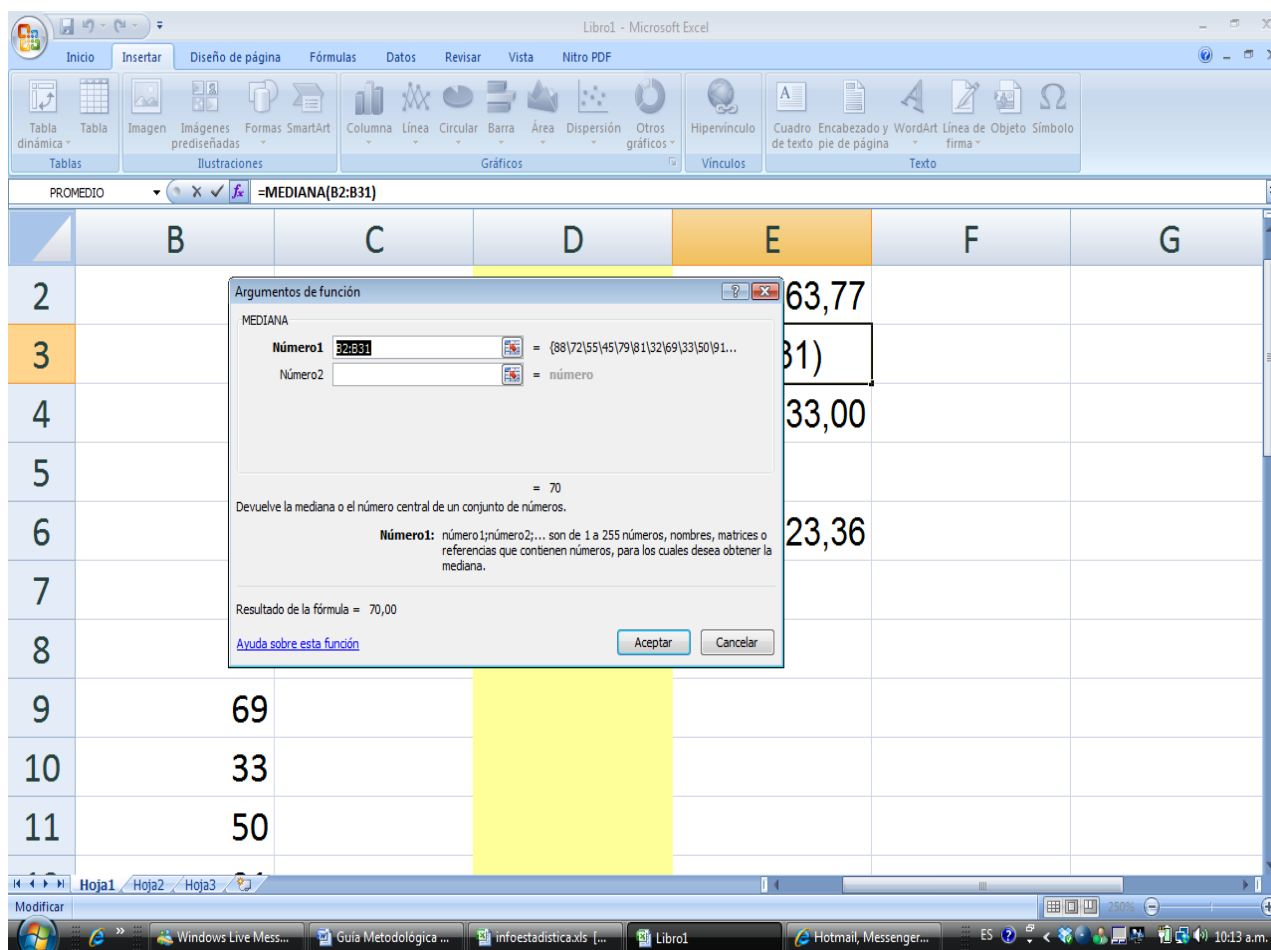 Libro1 - Microsoft Excel
Inicio Insertar Diseño de página Fórmulas Datos Revisar Vista Nitro PDF
Tabla dinámica
Tabla
Imagen
Imágenes prediseñadas
Formas
SmartArt
Columna
Línea
Circular
Barra
Área
Dispersión
Otros gráficos
Hipervínculo
Cuadro de texto
Encabezado y pie de página
WordArt
Línea de firma
Objeto
Símbolo
Tablas Ilustraciones Gráficos Vínculos Texto
PROMEDIO fx =MEDIANA(B2:B31)
B C D E F G
2 63,77
3 31)
4 33,00
5
6 23,36
7
8
9 69
10 33
11 50
Argumentos de función
MEDIANA
Número1 B2:B31 = {88\72\55\45\79\81\32\69\33\50\91...
Número2 = número
= 70
Devuelve la mediana o el número central de un conjunto de números.
Número1: número1;número2;... son de 1 a 255 números, nombres, matrices o
referencias que contienen números, para los cuales desea obtener la
mediana.
Resultado de la fórmula = 70,00
Ayuda sobre esta función Aceptar Cancelar
Hoja1 Hoja2 Hoja3
Modificar 250%
Windows Live Mess... Guía Metodológica ... infoestadistica.xls [... Libro1 Hotmail, Messenger... ES 10:13 a.m.